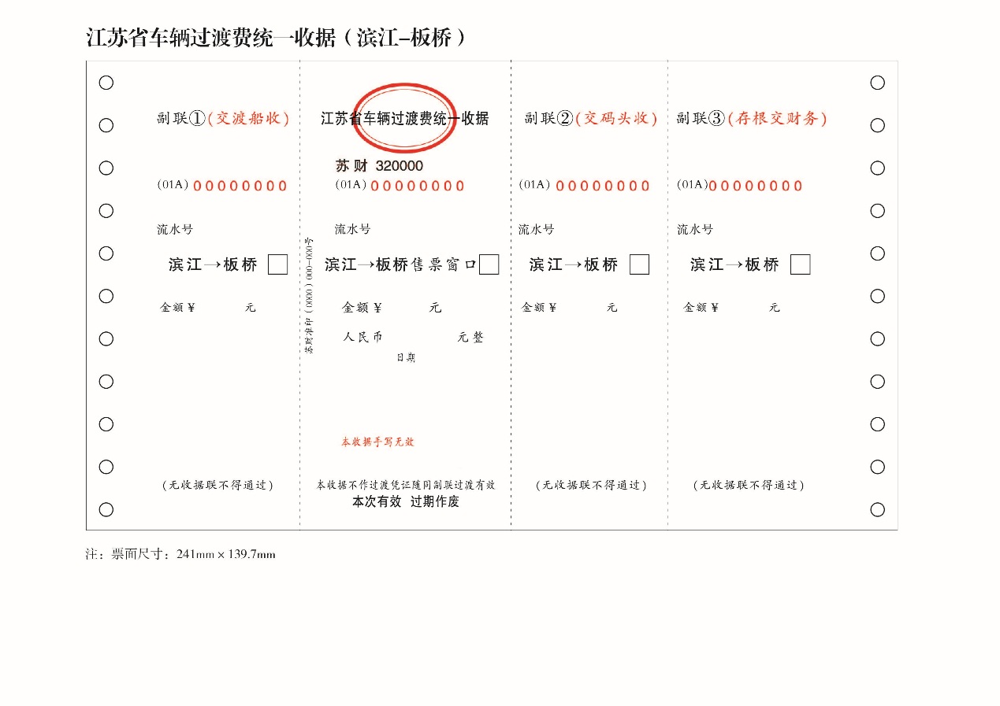 江苏省车辆过渡费统一收据（滨江-板桥）
副联①(交渡船收)
(01A) 00000000
流水号
滨江→板桥
金额¥ 元
(无收据联不得通过)
苏财准印（0000）000-000号
江苏省车辆过渡费统一收据
苏财 320000
(01A) 00000000
流水号
滨江→板桥售票窗口
金额¥ 元
人民币 元整
日期
本收据手写无效
本收据不作过渡凭证随同副联过渡有效
本次有效 过期作废
副联②(交码头收)
(01A) 00000000
流水号
滨江→板桥
金额¥ 元
(无收据联不得通过)
副联③(存根交财务)
(01A)00000000
流水号
滨江→板桥
金额¥ 元
(无收据联不得通过)
注：票面尺寸：241mm×139.7mm